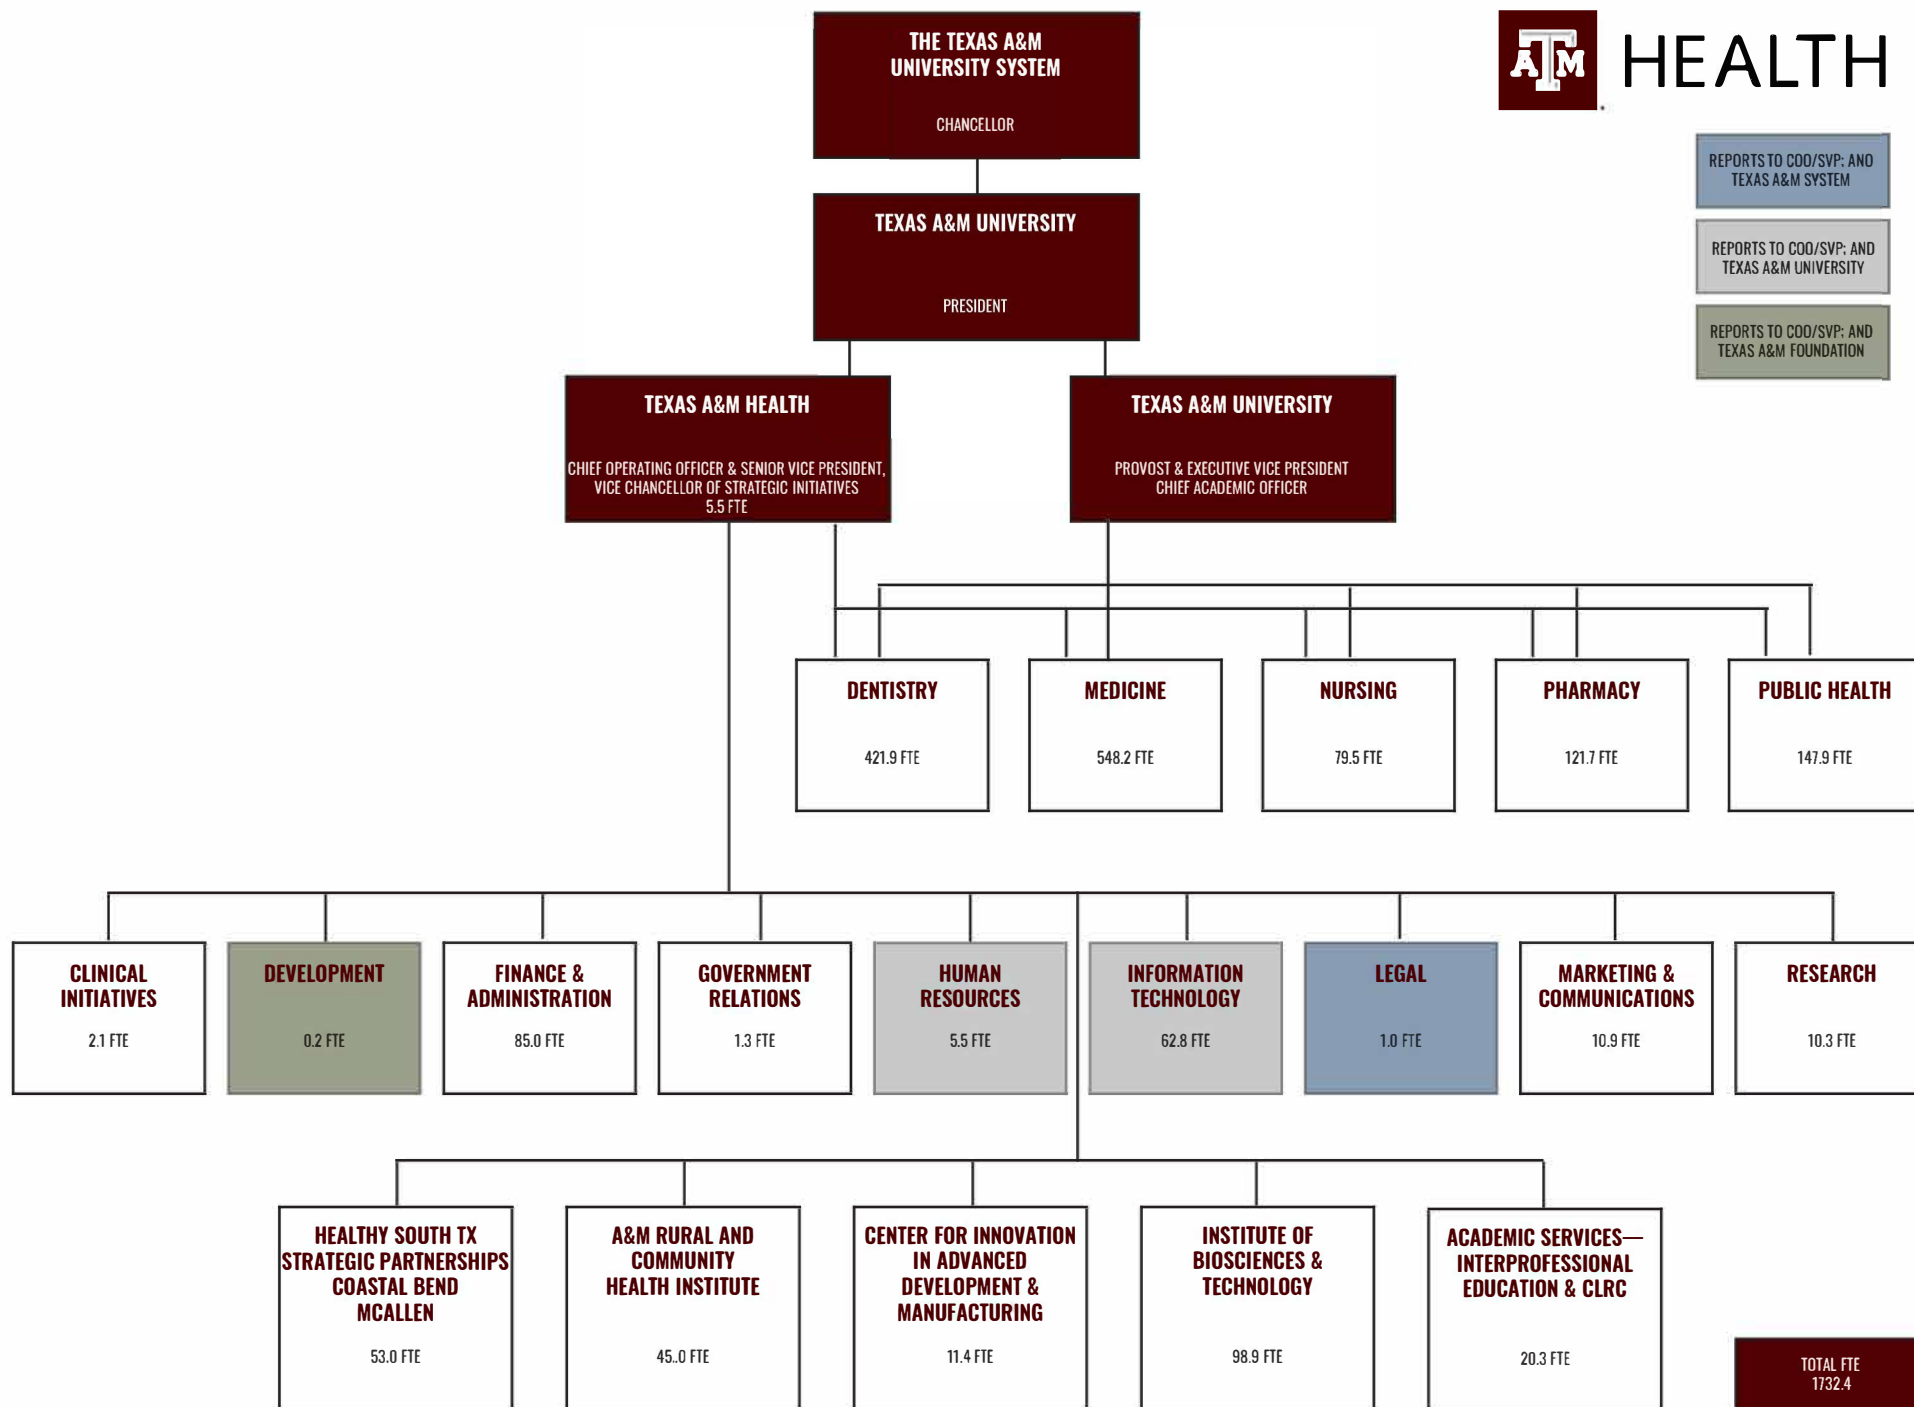 THE TEXAS A&M
UNIVERSITY SYSTEM
CHANCELLOR
ATM HEALTH
REPORTS TO COO/SVP; ANO
TEXAS A&M SYSTEM
REPORTS TO COO/SVP; AND
TEXAS A&M UNIVERSITY
REPORTS TO COO/SVP; AND
TEXAS A&M FOUNDATION
TEXAS A&M UNIVERSITY
PRESIDENT
TEXAS A&M HEALTH
CHIEF OPERATING OFFICER & SENIOR VICE PRESIDENT,
VICE CHANCELLOR OF STRATEGIC INITIATIVES
5.5 FTE
TEXAS A&M UNIVERSITY
PROVOST & EXECUTIVE VICE PRESIDENT
CHIEF ACADEMIC OFFICER
DENTISTRY
421.9 FTE
MEDICINE
548.2 FTE
NURSING
79.5 FTE
PHARMACY
121.7 FTE
PUBLIC HEALTH
147.9 FTE
CLINICAL
INITIATIVES
2.1 FTE
DEVELOPMENT
0.2 FTE
FINANCE &
ADMINISTRATION
85.0 FTE
GOVERNMENT
RELATIONS
1.3 FTE
HUMAN
RESOURCES
5.5 FTE
INFORMATION
TECHNOLOGY
62.8 FTE
LEGAL
1.0 FTE
MARKETING &
COMMUNICATIONS
10.9 FTE
RESEARCH
10.3 FTE
HEALTHY SOUTH TX
STRATEGIC PARTNERSHIPS
COASTAL BEND
MCALLEN
53.0 FTE
A&M RURAL AND
COMMUNITY
HEALTH INSTITUTE
45..0 FTE
CENTER FOR INNOVATION
IN ADVANCED
DEVELOPMENT &
MANUFACTURING
11.4 FTE
INSTITUTE OF
BIOSCIENCES &
TECHNOLOGY
98.9 FTE
ACADEMIC SERVICES—
INTERPROFESSIONAL
EDUCATION & CLRC
20.3 FTE
TOTAL FTE
1732.4